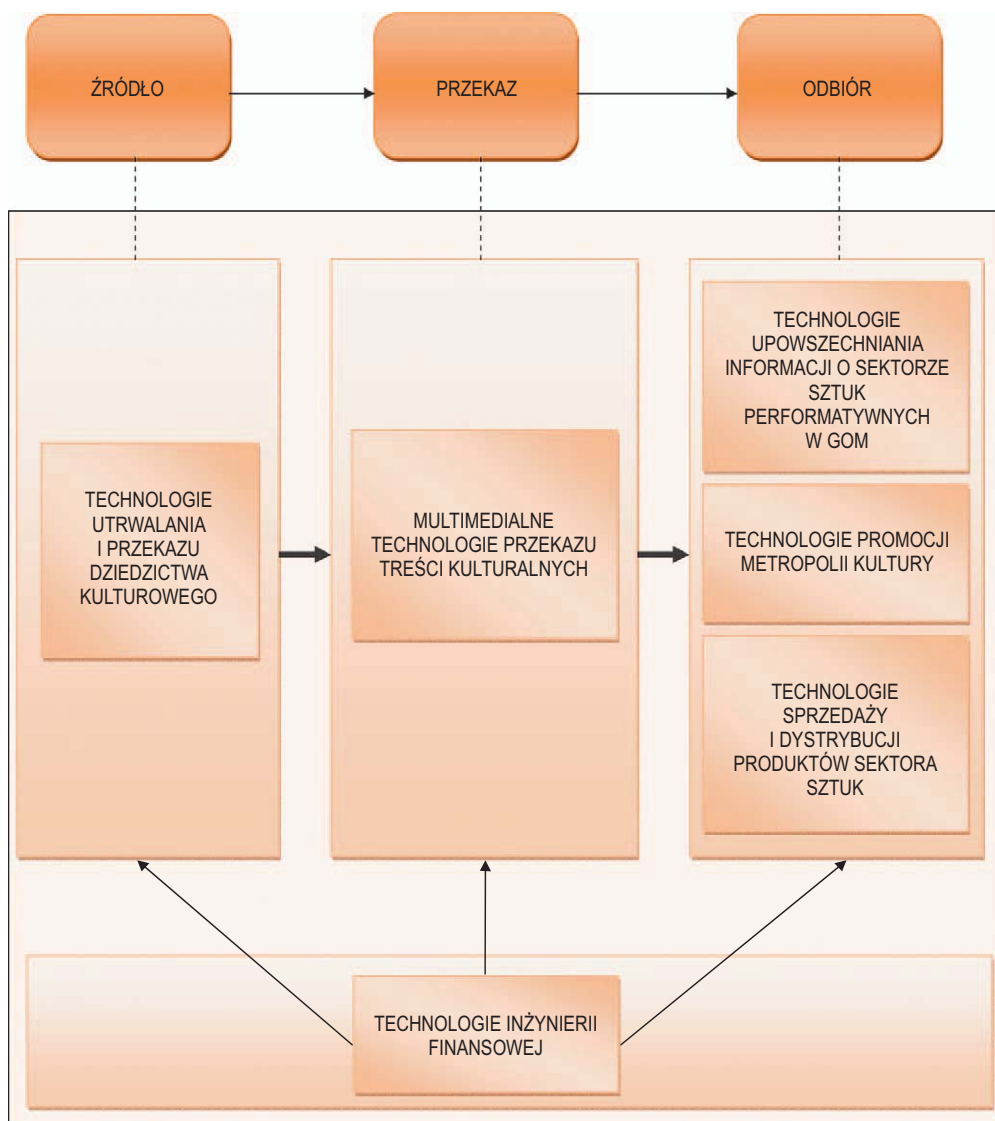 ŹRÓDŁO
PRZEKAZ
ODBIÓR
TECHNOLOGIE
UTRWALANIA
I PRZEKAZU
DZIEDZICTWA
KULTUROWEGO
MULTIMEDIALNE
TECHNOLOGIE PRZEKAZU
TREŚCI KULTURALNYCH
TECHNOLOGIE
UPOWSZECHNIANIA
INFORMACJI O SEKTORZE
SZTUK
PERFORMATYWNYCH
W GOM
TECHNOLOGIE PROMOCJI
METROPOLII KULTURY
TECHNOLOGIE
SPRZEDAŻY
I DYSTRYBUCJI
PRODUKTÓW SEKTORA
SZTUK
TECHNOLOGIE INŻYNIERII
FINANSOWEJ